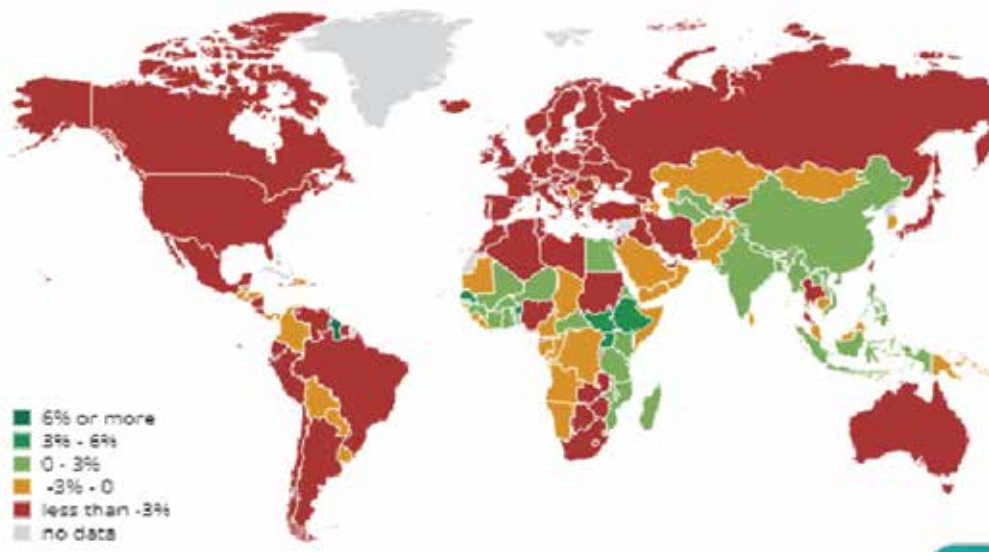 6% or more
3% - 6%
0 - 3%
-3% - 0
less than -3%
no data